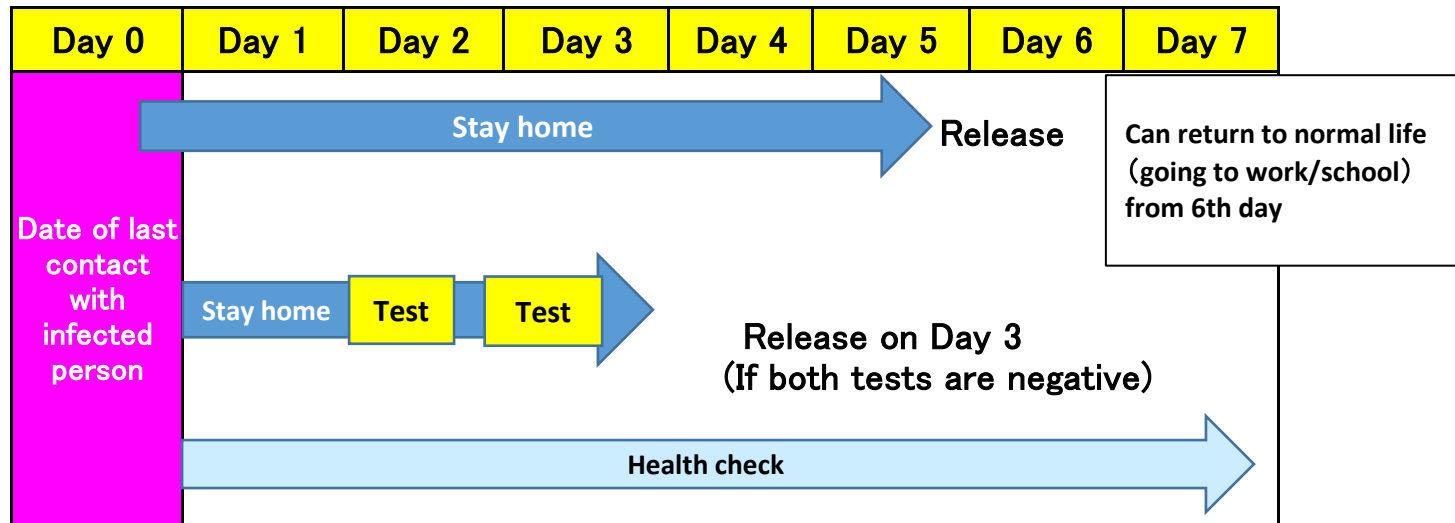 Day 0 Day 1 Day 2 Day 3 Day 4 Day 5 Day 6 Day 7
Stay home
Release
Can return to normal life
（going to work/school）
from 6th day
Date of last
contact
with
infected
person
Stay home Test Test
Release on Day 3
(If both tests are negative)
Health check